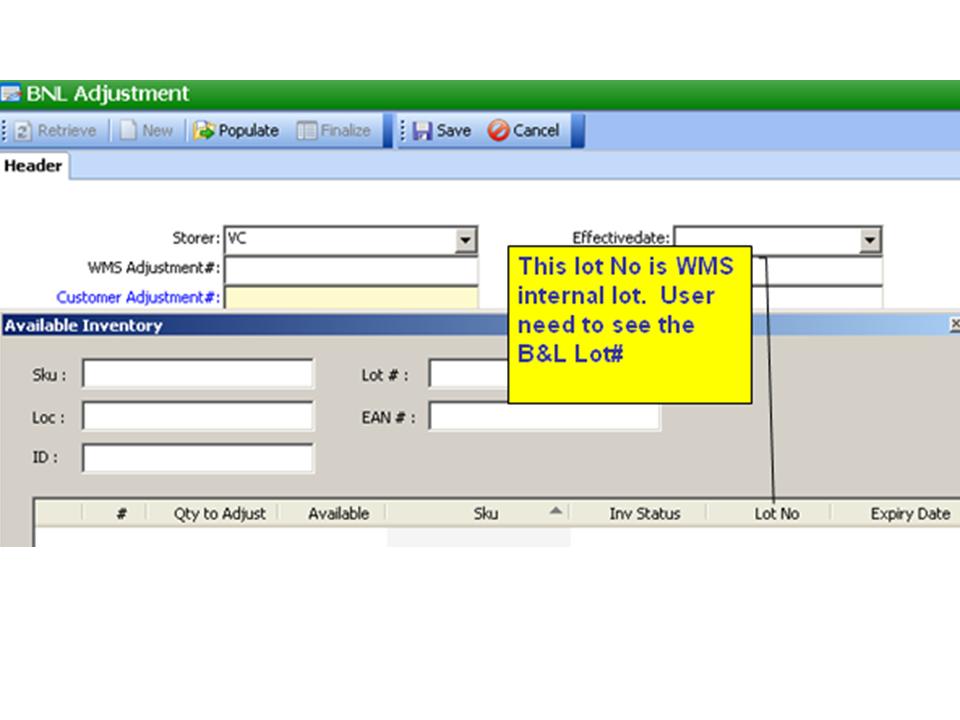 BNL Adjustment
Retrieve New Populate Finalize Save Cancel
Header
Storer: VC Effectivedate:
WMS Adjustment#:
Customer Adjustment#:
This lot No is WMS
internal lot. User
need to see the
B&L Lot#
Available Inventory
Sku : Lot # :
Loc : EAN # :
ID :
# Qty to Adjust Available Sku Inv Status Lot No Expiry Date